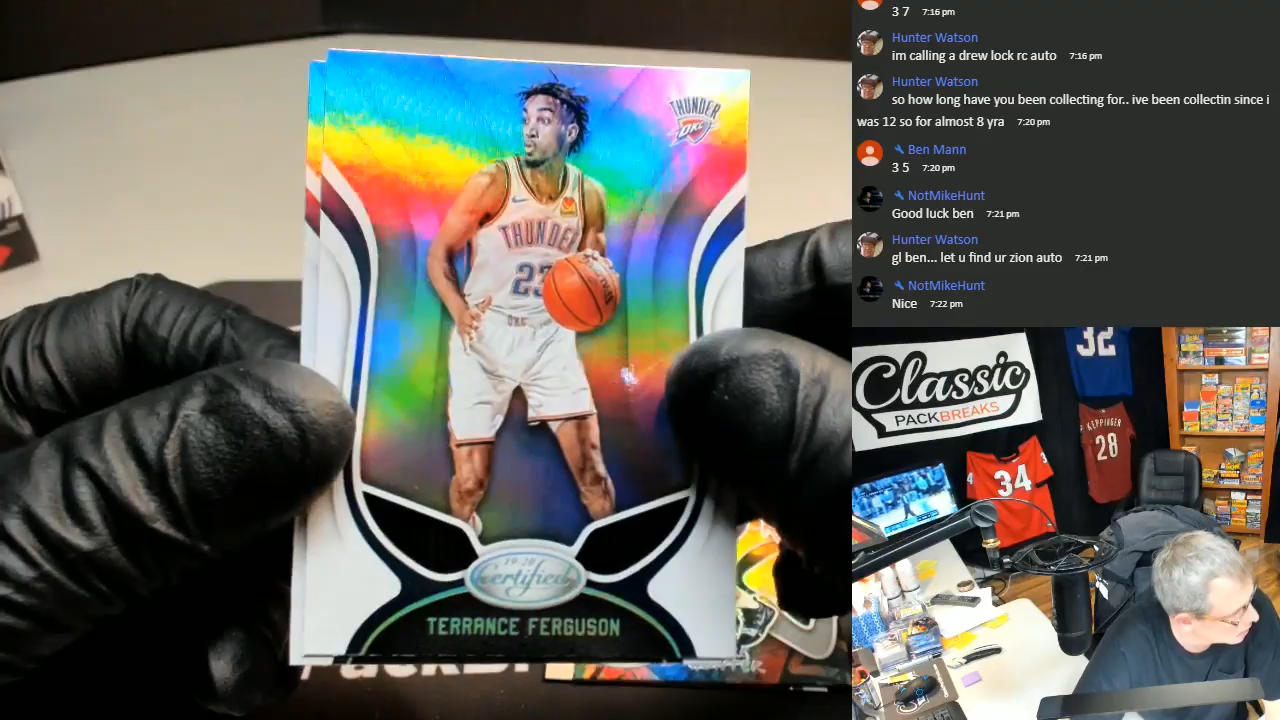 THUNDER
OKC
THUNDER
23
OKC
19-20
Certified
TERRANCE FERGUSON
3 7 7:16 pm
Hunter Watson
im calling a drew lock rc auto 7:16 pm
Hunter Watson
so how long have you been collecting for.. ive been collectin since i
was 12 so for almost 8 yra 7:20 pm
Ben Mann
3 5 7:20 pm
NotMikeHunt
Good luck ben 7:21 pm
Hunter Watson
gl ben... let u find ur zion auto 7:21 pm
NotMikeHunt
Nice 7:22 pm
Classic
PACKBREAKS
32
KEPPINGER
28
34